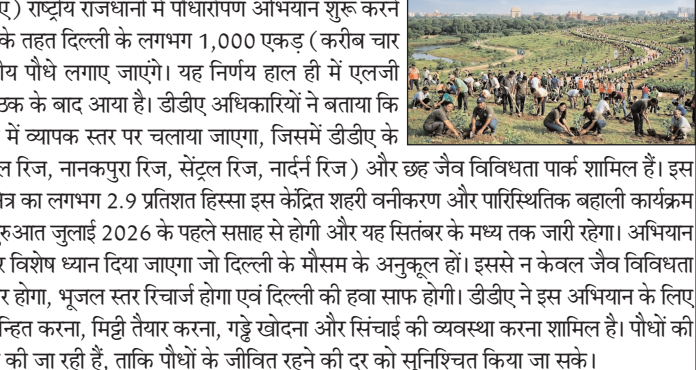 ए) राष्ट्रीय राजधानी में पौधारोपण अभियान शुरू करने
के तहत दिल्ली के लगभग 1,000 एकड़ (करीब चार
ीय पौधे लगाए जाएंगे। यह निर्णय हाल ही में एलजी
ठक के बाद आया है। डीडीए अधिकारियों ने बताया कि
में व्यापक स्तर पर चलाया जाएगा, जिसमें डीडीए के
ल रिज, नानकपुरा रिज, सेंट्रल रिज, नार्दर्न रिज) और छह जैव विविधता पार्क शामिल हैं। इस
त्र का लगभग 2.9 प्रतिशत हिस्सा इस केंद्रित शहरी वनीकरण और पारिस्थितिक बहाली कार्यक्रम
रुआत जुलाई 2026 के पहले सप्ताह से होगी और यह सितंबर के मध्य तक जारी रहेगा। अभियान
र विशेष ध्यान दिया जाएगा जो दिल्ली के मौसम के अनुकूल हों। इससे न केवल जैव विविधता
र होगा, भूजल स्तर रिचार्ज होगा एवं दिल्ली की हवा साफ होगी। डीडीए ने इस अभियान के लिए
न्हित करना, मिट्टी तैयार करना, गड्ढे खोदना और सिंचाई की व्यवस्था करना शामिल है। पौधों की
की जा रही हैं, ताकि पौधों के जीवित रहने की दर को सुनिश्चित किया जा सके।